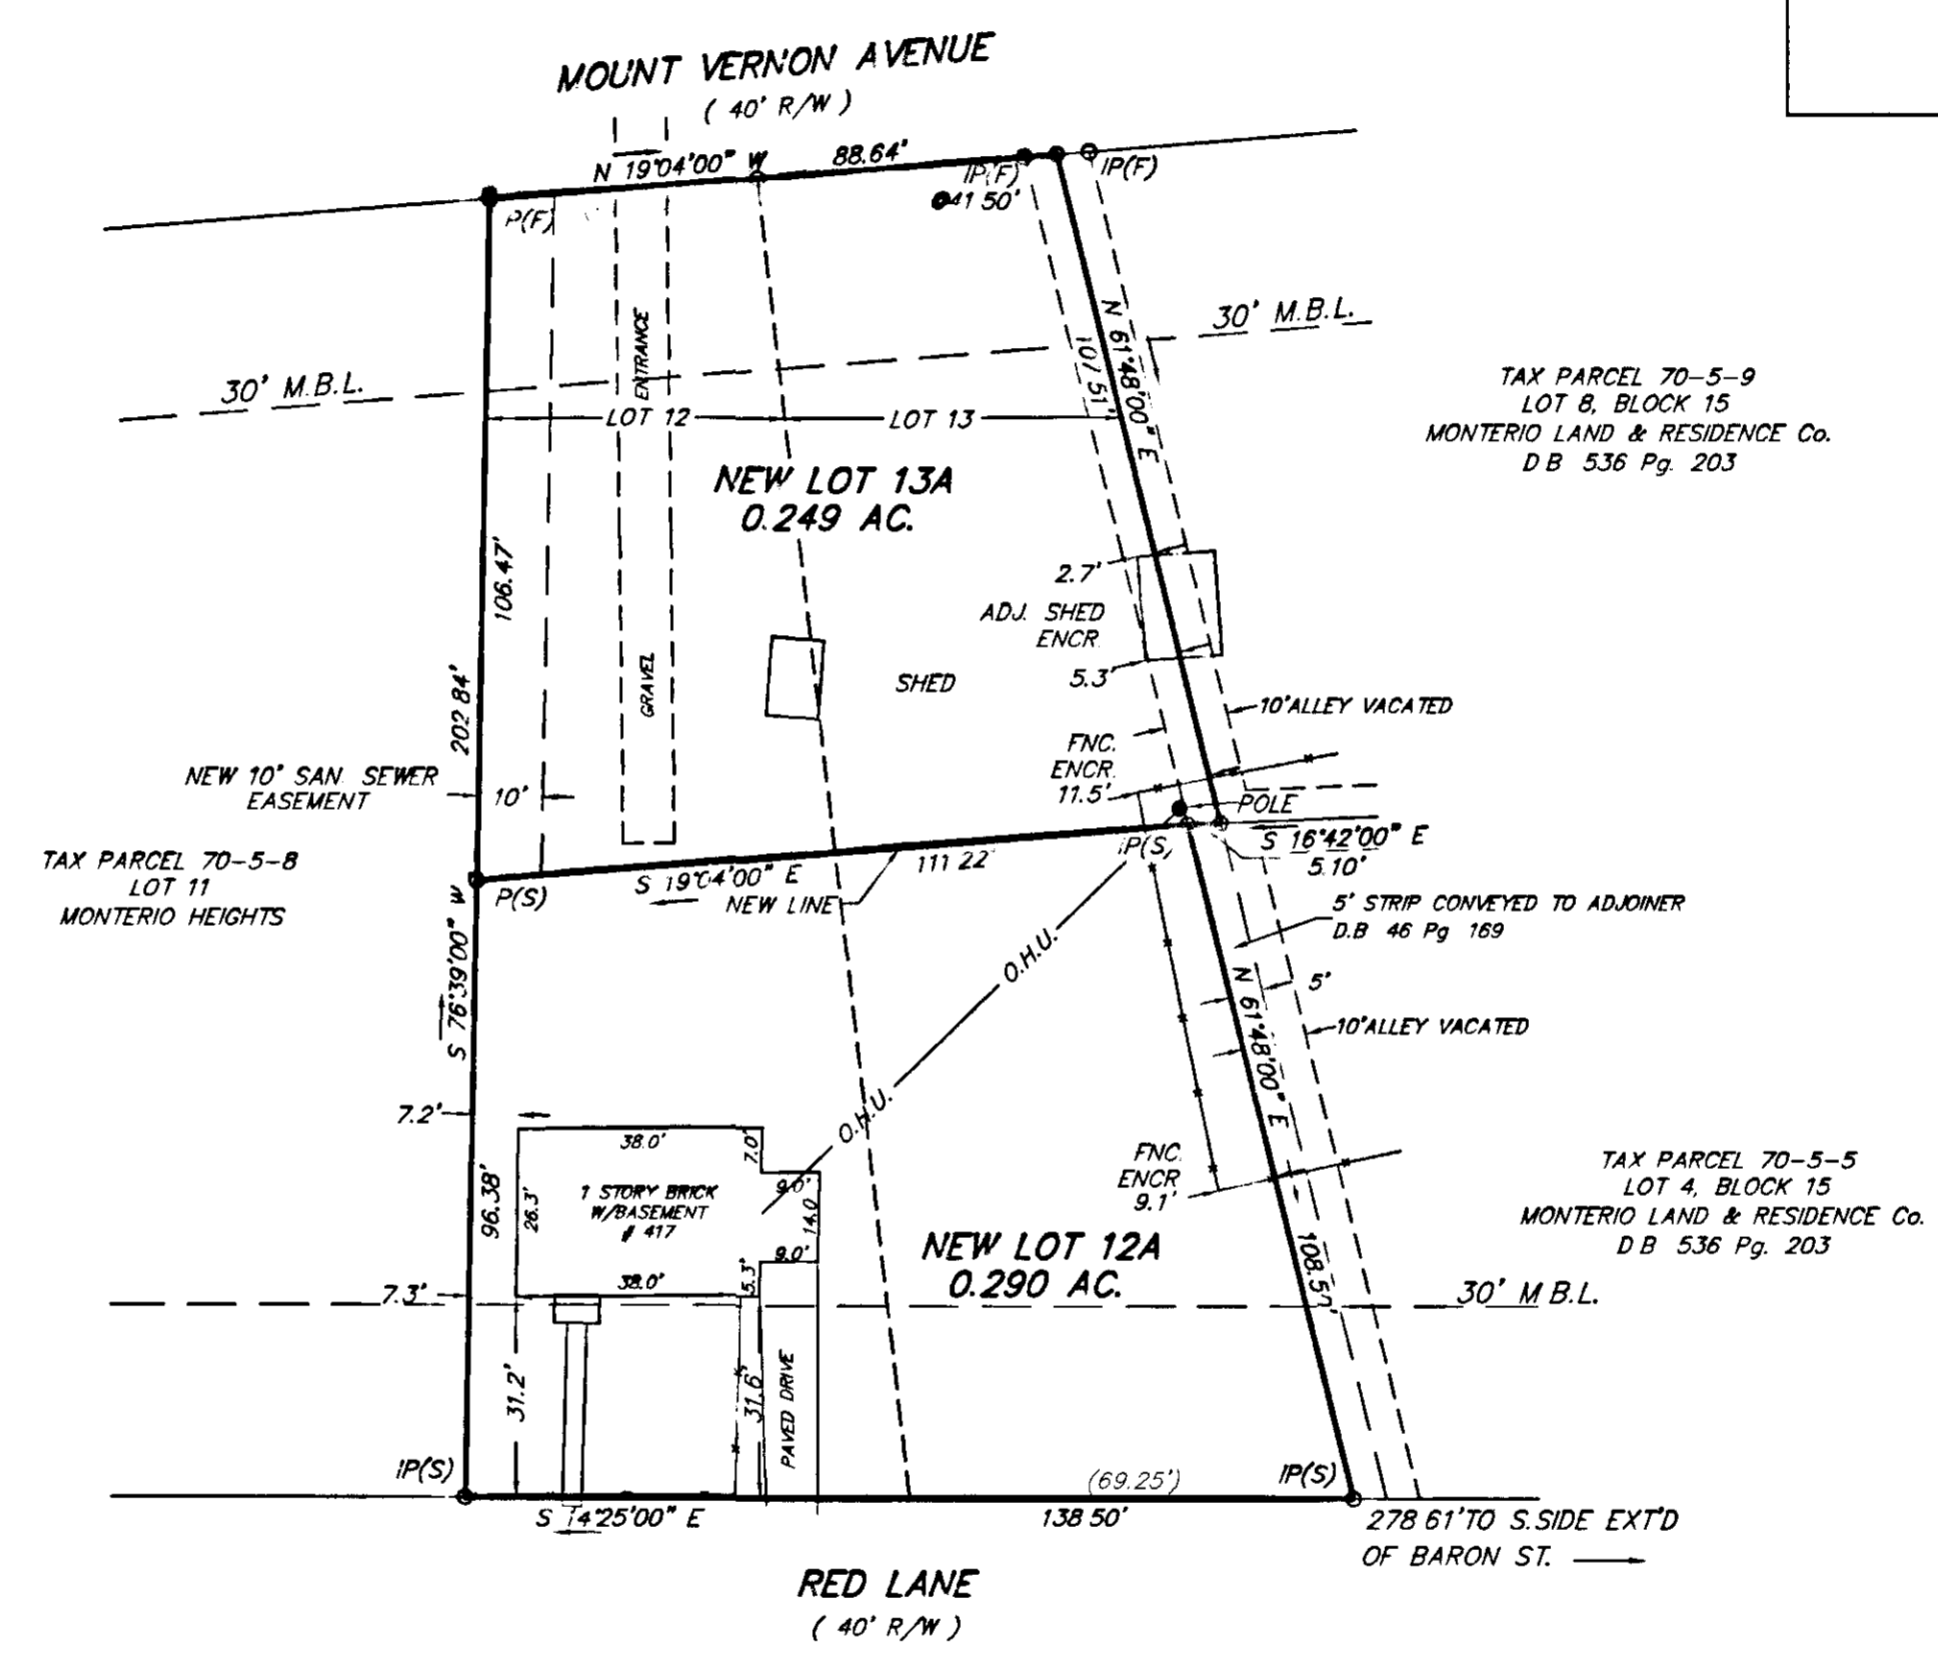 MOUNT VERNON AVENUE
( 40' R/W )
N 19°04'00" W 88.64'
IP(F)
IP(F)
41 50'
P(F)
30' M.B.L.
30' M.B.L.
ENTRANCE
10/ 51'
N 61°48'00" E
LOT 12
LOT 13
TAX PARCEL 70-5-9
LOT 8, BLOCK 15
MONTERIO LAND & RESIDENCE Co.
D B 536 Pg. 203
NEW LOT 13A
0.249 AC.
106.47'
2.7'
ADJ. SHED
ENCR.
5.3'
SHED
GRAVEL
202 84'
10'ALLEY VACATED
FNC.
ENCR.
11.5'
NEW 10' SAN. SEWER
EASEMENT
10'
POLE
S 16°42'00" E
5.10'
IP(S)
111 22'
S 19°04'00" E
NEW LINE
P(S)
TAX PARCEL 70-5-8
LOT 11
MONTERIO HEIGHTS
5' STRIP CONVEYED TO ADJOINER
D.B 46 Pg 169
S 76°39'00" W
O.H.U.
N 61°48'00" E
5'
10'ALLEY VACATED
7.2'
O.H.U.
38.0'
7.0'
9.0'
1 STORY BRICK
W/BASEMENT
# 417
26.3'
14.0'
96.38'
FNC.
ENCR
9.1'
TAX PARCEL 70-5-5
LOT 4, BLOCK 15
MONTERIO LAND & RESIDENCE Co.
D B 536 Pg. 203
NEW LOT 12A
0.290 AC.
9.0'
5.3'
38.0'
7.3'
108.50'
30' M B.L.
31.2'
31.6'
PAVED DRIVE
IP(S)
(69.25')
IP(S)
S 14°25'00" E
138 50'
278 61'TO S.SIDE EXT'D
OF BARON ST.
RED LANE
( 40' R/W )